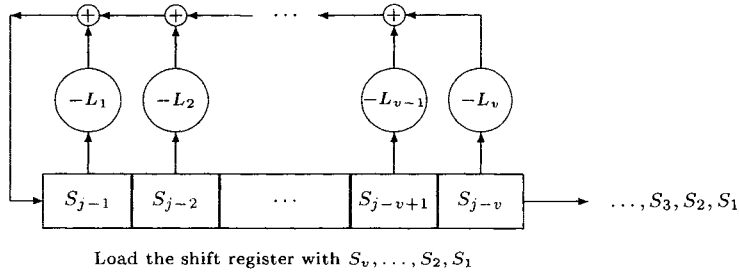 + + ⋯ +
−L₁ −L₂ −Lᵥ₋₁ −Lᵥ
Sⱼ₋₁ Sⱼ₋₂ ⋯ Sⱼ₋ᵥ₊₁ Sⱼ₋ᵥ …, S₃, S₂, S₁
Load the shift register with Sᵥ, …, S₂, S₁